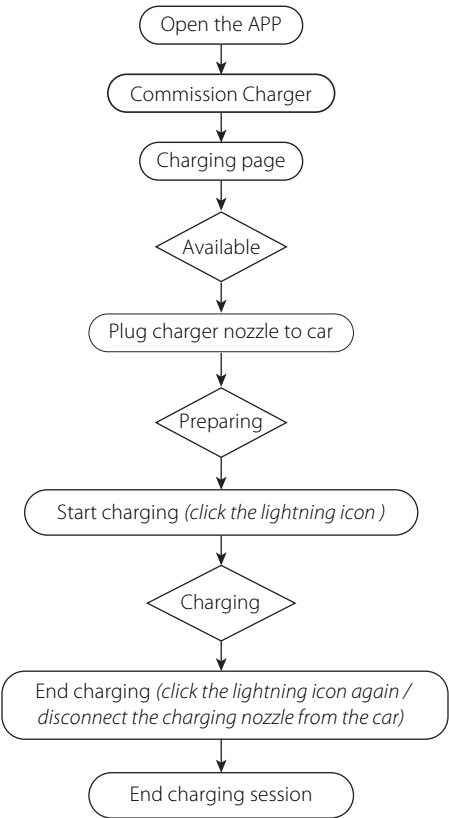 Open the APP
Commission Charger
Charging page
Available
Plug charger nozzle to car
Preparing
Start charging (click the lightning icon )
Charging
End charging (click the lightning icon again /
disconnect the charging nozzle from the car)
End charging session